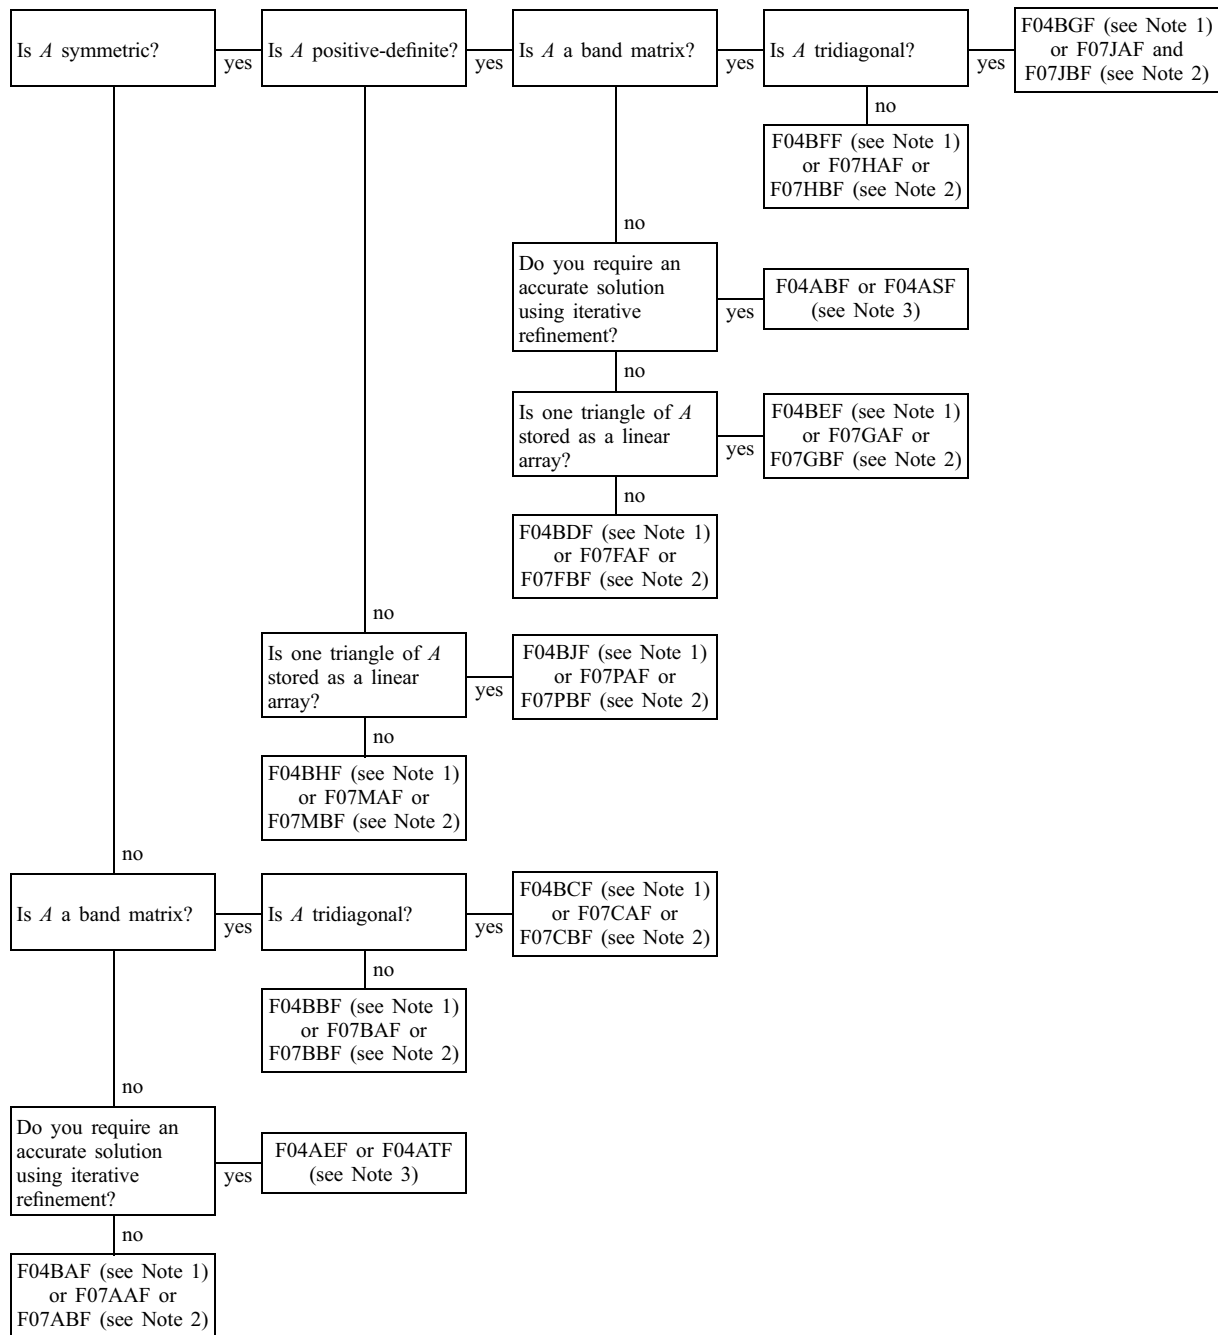 Is A symmetric?
yes
Is A positive-definite?
yes
Is A a band matrix?
yes
Is A tridiagonal?
yes
F04BGF (see Note 1)
or F07JAF and
F07JBF (see Note 2)
no
F04BFF (see Note 1)
or F07HAF or
F07HBF (see Note 2)
no
Do you require an
accurate solution
using iterative
refinement?
yes
F04ABF or F04ASF
(see Note 3)
no
Is one triangle of A
stored as a linear
array?
yes
F04BEF (see Note 1)
or F07GAF or
F07GBF (see Note 2)
no
F04BDF (see Note 1)
or F07FAF or
F07FBF (see Note 2)
no
Is one triangle of A
stored as a linear
array?
yes
F04BJF (see Note 1)
or F07PAF or
F07PBF (see Note 2)
no
F04BHF (see Note 1)
or F07MAF or
F07MBF (see Note 2)
no
Is A a band matrix?
yes
Is A tridiagonal?
yes
F04BCF (see Note 1)
or F07CAF or
F07CBF (see Note 2)
no
F04BBF (see Note 1)
or F07BAF or
F07BBF (see Note 2)
no
Do you require an
accurate solution
using iterative
refinement?
yes
F04AEF or F04ATF
(see Note 3)
no
F04BAF (see Note 1)
or F07AAF or
F07ABF (see Note 2)